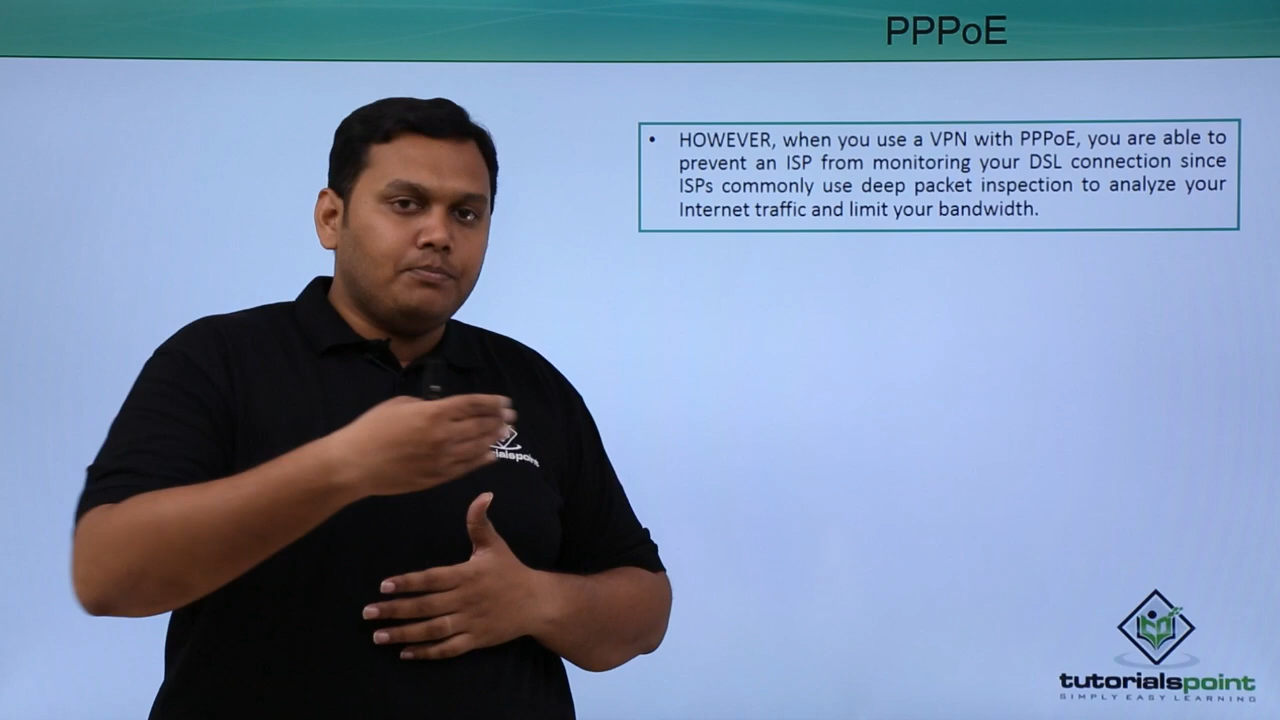 PPPoE
• HOWEVER, when you use a VPN with PPPoE, you are able to
prevent an ISP from monitoring your DSL connection since
ISPs commonly use deep packet inspection to analyze your
Internet traffic and limit your bandwidth.
tutorialspoint
SIMPLY EASY LEARNING